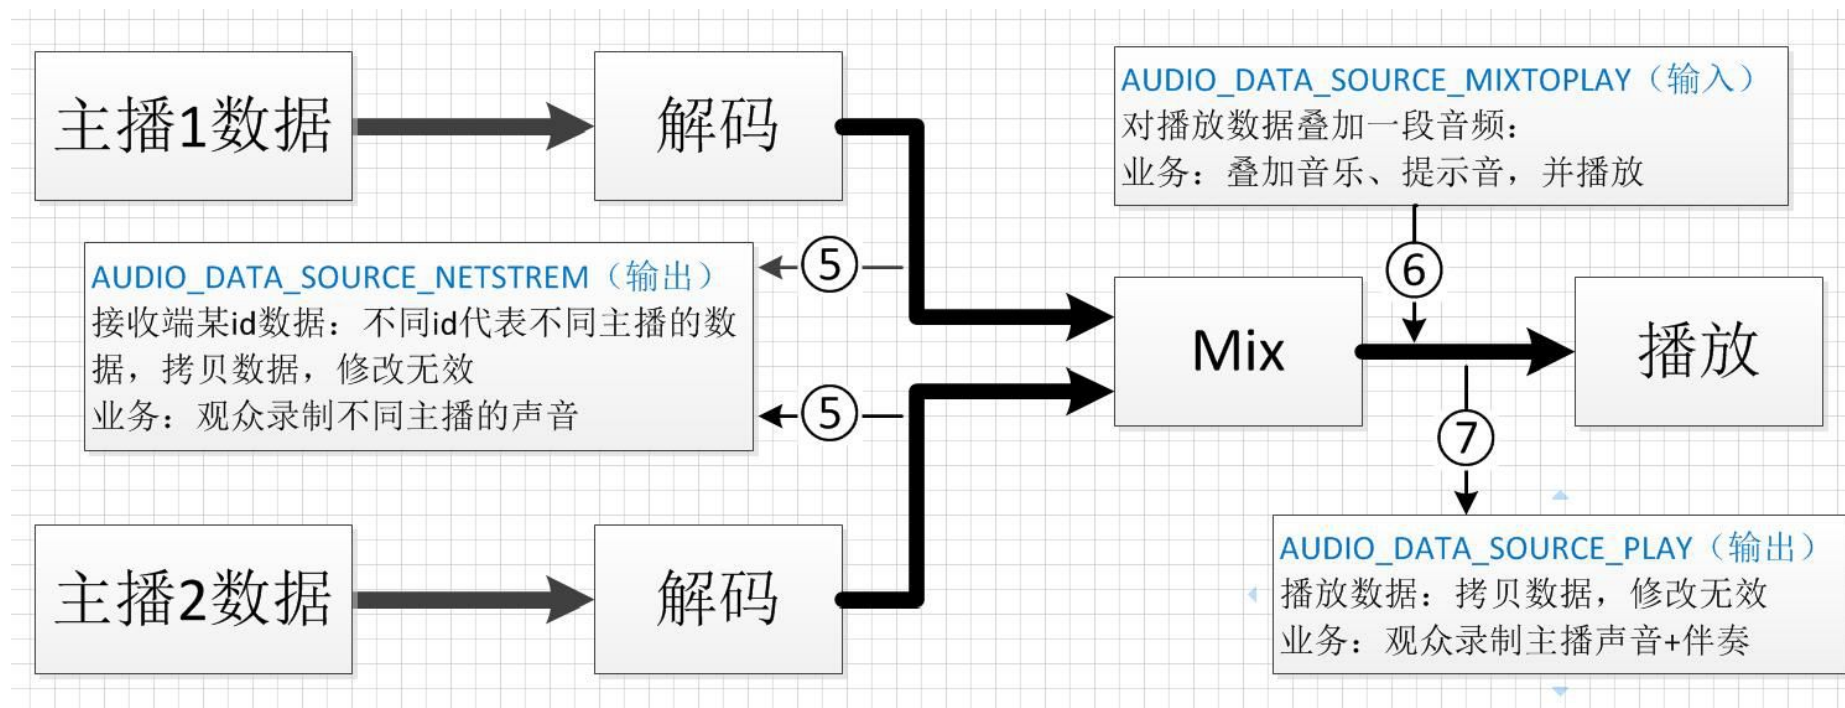 主播1数据
解码
AUDIO_DATA_SOURCE_MIXTOPLAY（输入）
对播放数据叠加一段音频：
业务：叠加音乐、提示音，并播放
⑤
AUDIO_DATA_SOURCE_NETSTREM（输出）
接收端某id数据：不同id代表不同主播的数
据，拷贝数据，修改无效
业务：观众录制不同主播的声音
⑤
⑥
Mix
播放
⑦
主播2数据
解码
AUDIO_DATA_SOURCE_PLAY（输出）
播放数据：拷贝数据，修改无效
业务：观众录制主播声音+伴奏